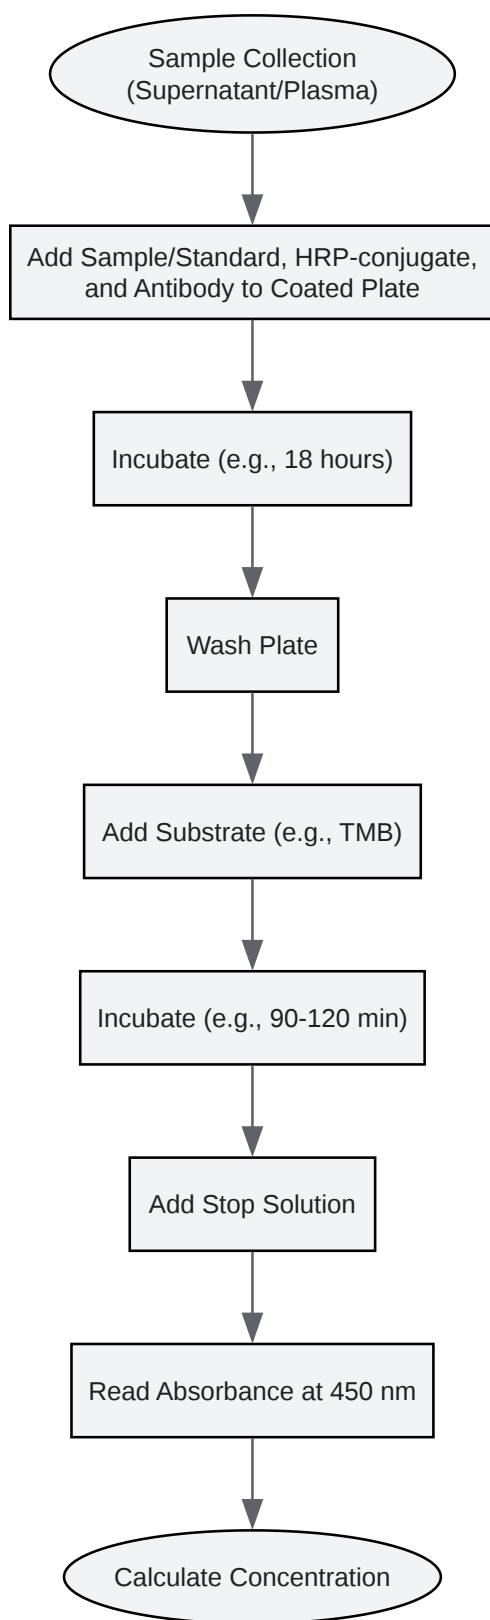 Sample Collection
(Supernatant/Plasma)
Add Sample/Standard, HRP-conjugate,
and Antibody to Coated Plate
Incubate (e.g., 18 hours)
Wash Plate
Add Substrate (e.g., TMB)
Incubate (e.g., 90-120 min)
Add Stop Solution
Read Absorbance at 450 nm
Calculate Concentration